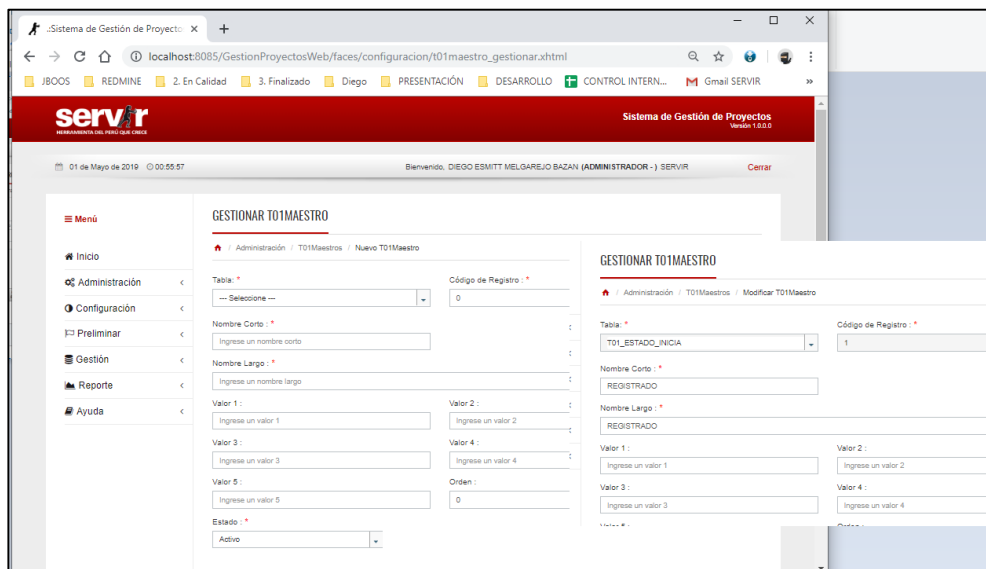 .:Sistema de Gestión de Proyecto
localhost:8085/GestionProyectosWeb/faces/configuracion/t01maestro_gestionar.xhtml
JBOOS REDMINE 2. En Calidad 3. Finalizado Diego PRESENTACIÓN DESARROLLO CONTROL INTERN... Gmail SERVIR »
servir
HERRAMIENTA DEL PERÚ QUE CRECE
Sistema de Gestión de Proyectos
Versión 1.0.0.0
01 de Mayo de 2019 00:55:57 Bienvenido, DIEGO ESMITT MELGAREJO BAZAN (ADMINISTRADOR - ) SERVIR Cerrar
Menú
Inicio
Administración
Configuración
Preliminar
Gestión
Reporte
Ayuda
GESTIONAR T01MAESTRO
/ Administración / T01Maestros / Nuevo T01Maestro
Tabla: * Código de Registro : *
--- Seleccione --- 0
Nombre Corto : *
Ingrese un nombre corto
Nombre Largo : *
Ingrese un nombre largo
Valor 1 : Valor 2 :
Ingrese un valor 1 Ingrese un valor 2
Valor 3 : Valor 4 :
Ingrese un valor 3 Ingrese un valor 4
Valor 5 : Orden :
Ingrese un valor 5 0
Estado : *
Activo
GESTIONAR T01MAESTRO
/ Administración / T01Maestros / Modificar T01Maestro
Tabla: * Código de Registro : *
T01_ESTADO_INICIA 1
Nombre Corto : *
REGISTRADO
Nombre Largo : *
REGISTRADO
Valor 1 : Valor 2 :
Ingrese un valor 1 Ingrese un valor 2
Valor 3 : Valor 4 :
Ingrese un valor 3 Ingrese un valor 4